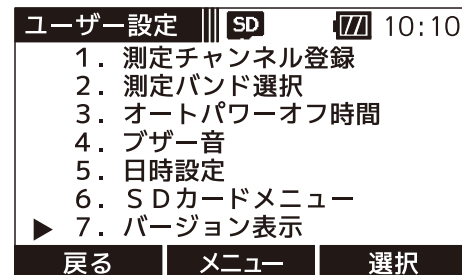 ユーザー設定 SD 10:10
1. 測定チャンネル登録
2. 測定バンド選択
3. オートパワーオフ時間
4. ブザー音
5. 日時設定
6. ＳＤカードメニュー
▶ 7. バージョン表示
戻る メニュー 選択